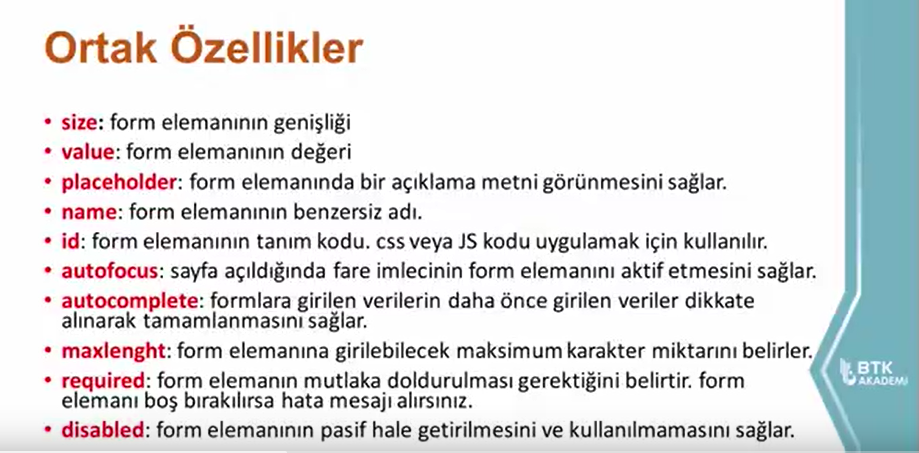 Ortak Özellikler
• size: form elemanının genişliği
• value: form elemanının değeri
• placeholder: form elemanında bir açıklama metni görünmesini sağlar.
• name: form elemanının benzersiz adı.
• id: form elemanının tanım kodu. css veya JS kodu uygulamak için kullanılır.
• autofocus: sayfa açıldığında fare imlecinin form elemanını aktif etmesini sağlar.
• autocomplete: formlara girilen verilerin daha önce girilen veriler dikkate
alınarak tamamlanmasını sağlar.
• maxlenght: form elemanına girilebilecek maksimum karakter miktarını belirler.
• required: form elemanın mutlaka doldurulması gerektiğini belirtir. form
elemanı boş bırakılırsa hata mesajı alırsınız.
• disabled: form elemanının pasif hale getirilmesini ve kullanılmamasını sağlar.
BTK
AKADEMİ